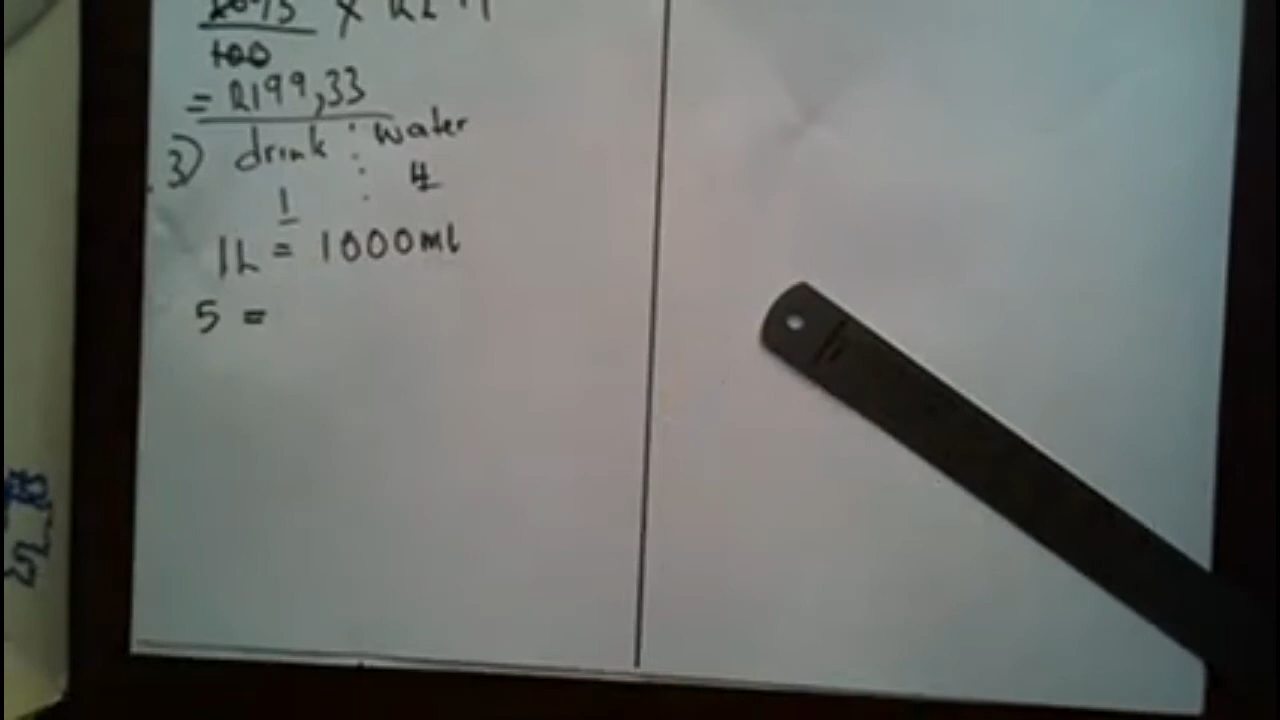 100
= R199,33
3) drink : water
1 : 4
1L = 1000ml
5 =